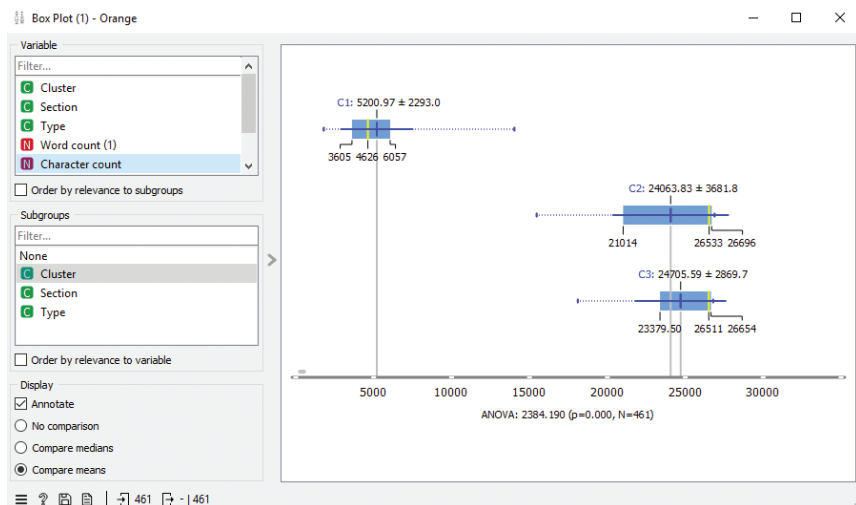 Box Plot (1) - Orange
Variable
Filter...
C Cluster
C Section
C Type
N Word count (1)
N Character count
Order by relevance to subgroups
Subgroups
Filter...
None
C Cluster
C Section
C Type
Order by relevance to variable
Display
Annotate
No comparison
Compare medians
Compare means
461 - | 461
C1: 5200.97 ± 2293.0
3605 4626 6057
C2: 24063.83 ± 3681.8
21014 26533 26696
C3: 24705.59 ± 2869.7
23379.50 26511 26654
5000 10000 15000 20000 25000 30000
ANOVA: 2384.190 (p=0.000, N=461)